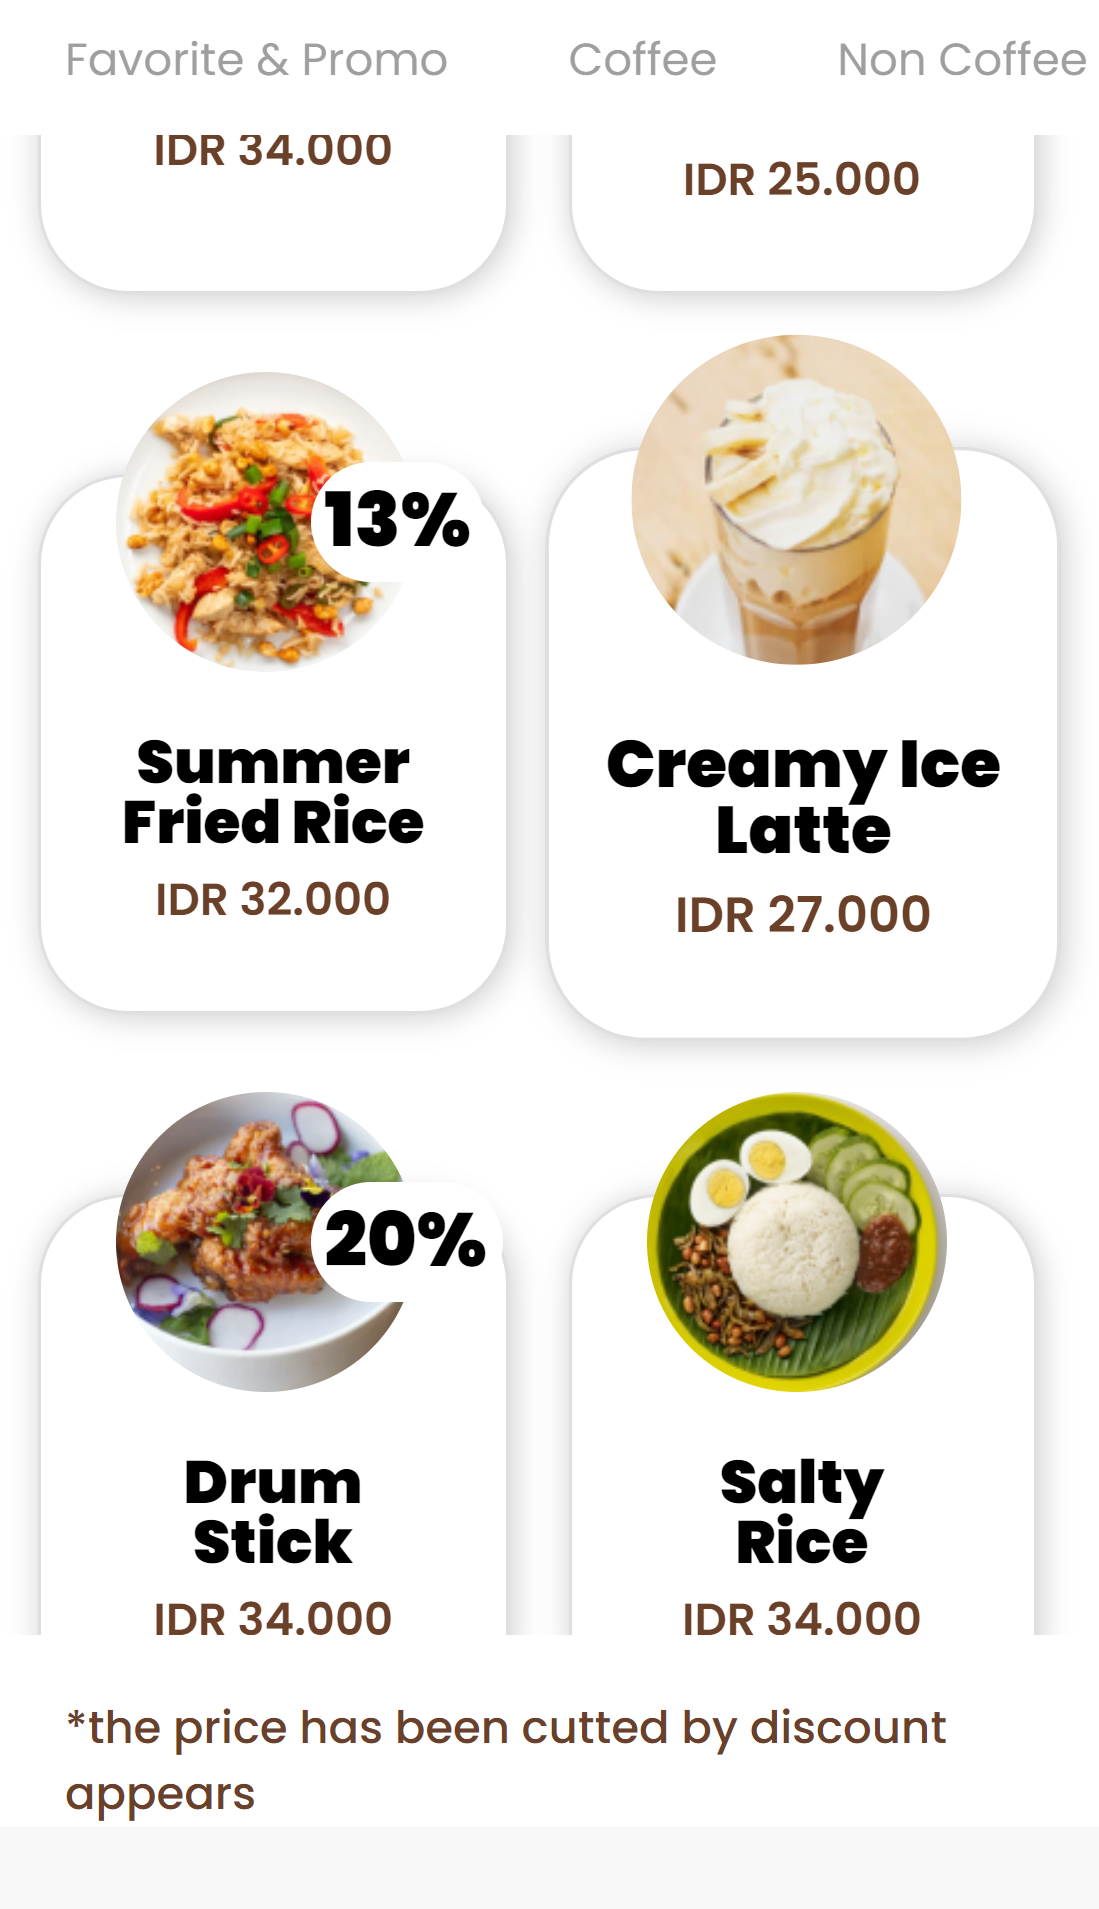 Favorite & Promo
Coffee
Non Coffee
IDR 34.000
IDR 25.000
13%
Summer
Fried Rice
IDR 32.000
Creamy Ice
Latte
IDR 27.000
20%
Drum
Stick
IDR 34.000
Salty
Rice
IDR 34.000
*the price has been cutted by discount
appears